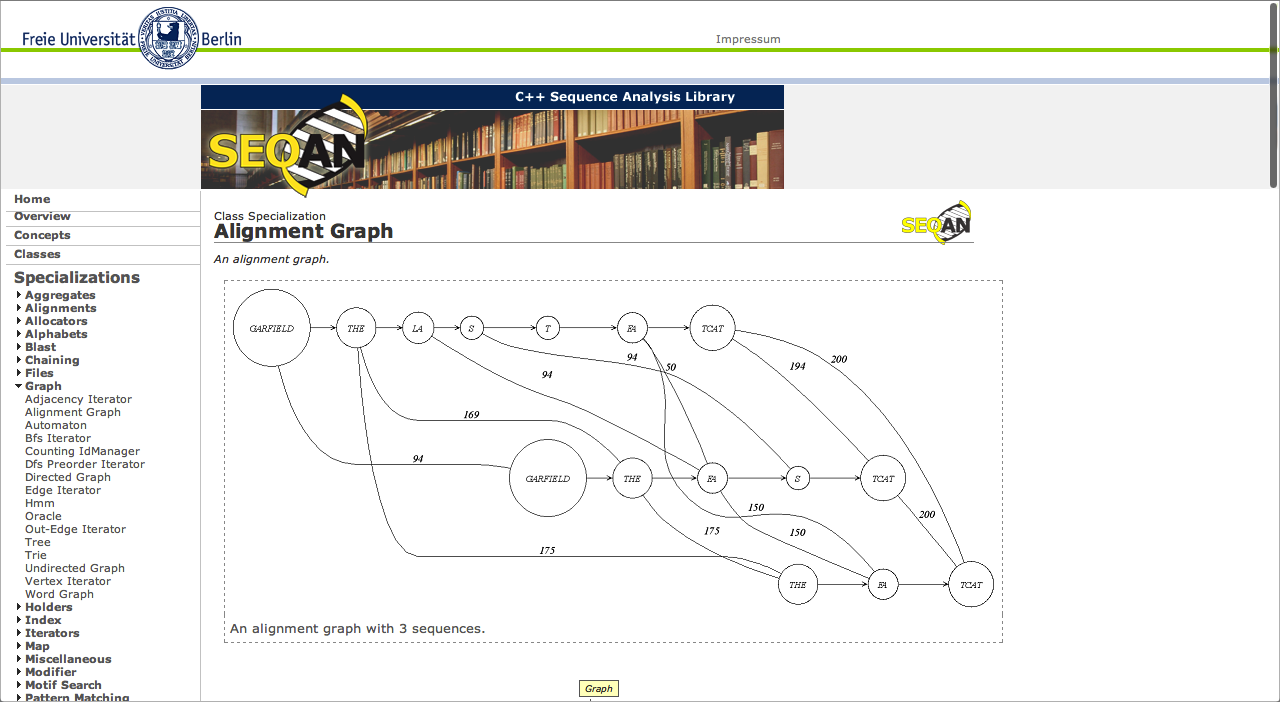 Freie Universität Berlin
Impressum
C++ Sequence Analysis Library
SEQAN
Home
Overview
Concepts
Classes
Specializations
Aggregates
Alignments
Allocators
Alphabets
Blast
Chaining
Files
Graph
Adjacency Iterator
Alignment Graph
Automaton
Bfs Iterator
Counting IdManager
Dfs Preorder Iterator
Directed Graph
Edge Iterator
Hmm
Oracle
Out-Edge Iterator
Tree
Trie
Undirected Graph
Vertex Iterator
Word Graph
Holders
Index
Iterators
Map
Miscellaneous
Modifier
Motif Search
Pattern Matching
Class Specialization
SEQAN
Alignment Graph
An alignment graph.
GARFIELD THE LA S T FA TCAT
94 50 194 200
94
169
94
GARFIELD THE FA S TCAT
150 200
175 150
175
THE FA TCAT
An alignment graph with 3 sequences.
Graph